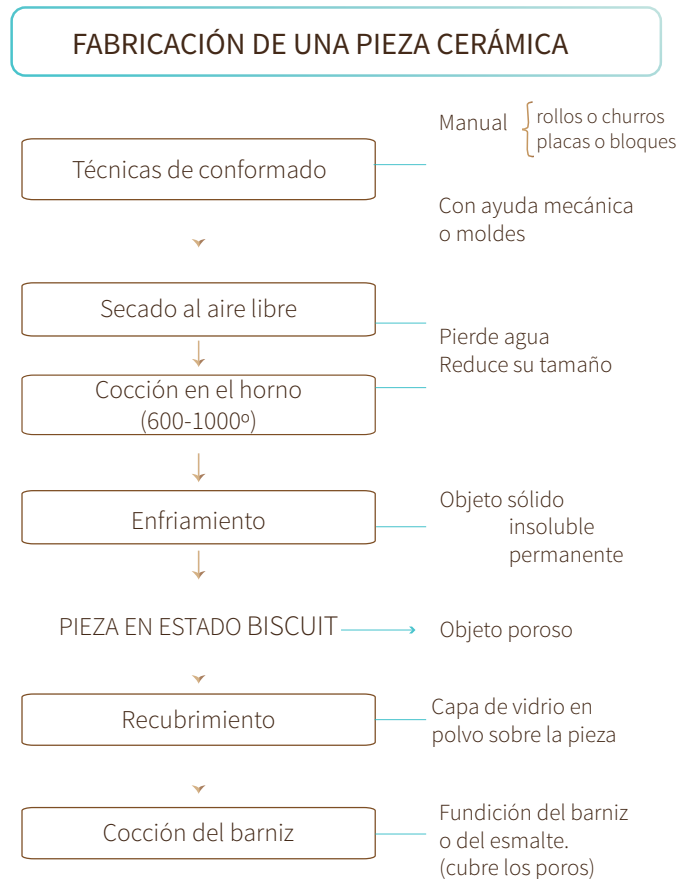 FABRICACIÓN DE UNA PIEZA CERÁMICA
Técnicas de conformado
Manual
rollos o churros
placas o bloques
Con ayuda mecánica
o moldes
Secado al aire libre
Pierde agua
Reduce su tamaño
Cocción en el horno
(600-1000º)
Enfriamiento
Objeto sólido
insoluble
permanente
PIEZA EN ESTADO BISCUIT
Objeto poroso
Recubrimiento
Capa de vidrio en
polvo sobre la pieza
Cocción del barniz
Fundición del barniz
o del esmalte.
(cubre los poros)